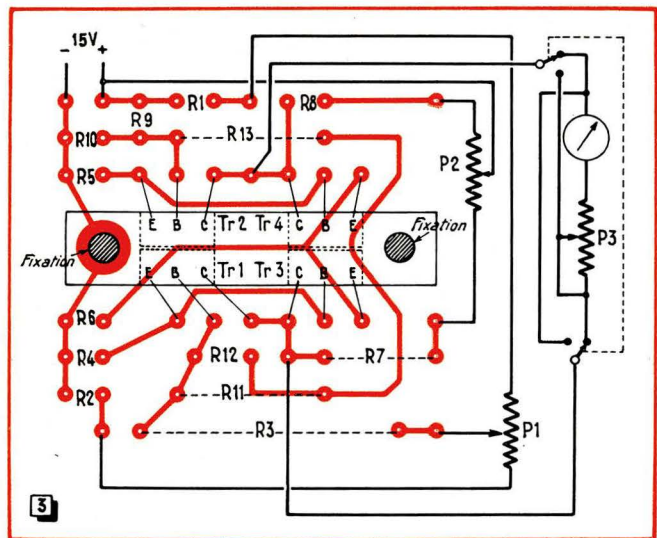 - 15V +
R1 R8
R9
R10 R13
P2
R5
P3
E B C Tr2 Tr4 C B E
Fixation Fixation
E B C Tr1 Tr3 C B E
R6
R4 R12 R7
R2 R11
R3 P1
3